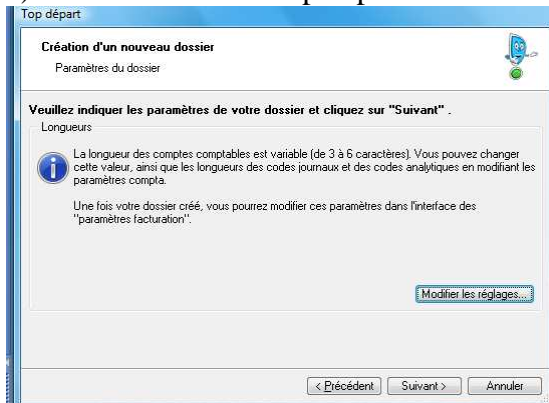 Top départ
Création d'un nouveau dossier
Paramètres du dossier
Veuillez indiquer les paramètres de votre dossier et cliquez sur "Suivant" .
Longueurs
La longueur des comptes comptables est variable (de 3 à 6 caractères). Vous pouvez changer
cette valeur, ainsi que les longueurs des codes journaux et des codes analytiques en modifiant les
paramètres compta.
Une fois votre dossier créé, vous pourrez modifier ces paramètres dans l'interface des
"paramètres facturation".
Modifier les réglages...
< Précédent
Suivant >
Annuler